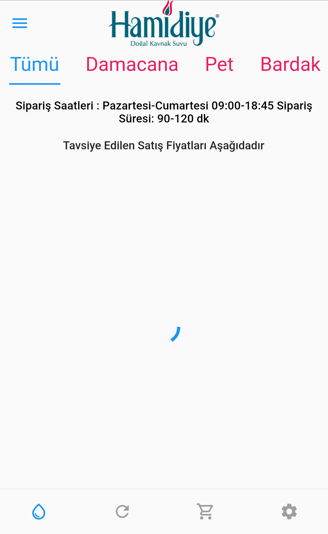 Hamidiye®
Doğal Kaynak Suyu
Tümü Damacana Pet Bardak
Sipariş Saatleri : Pazartesi-Cumartesi 09:00-18:45 Sipariş
Süresi: 90-120 dk
Tavsiye Edilen Satış Fiyatları Aşağıdadır